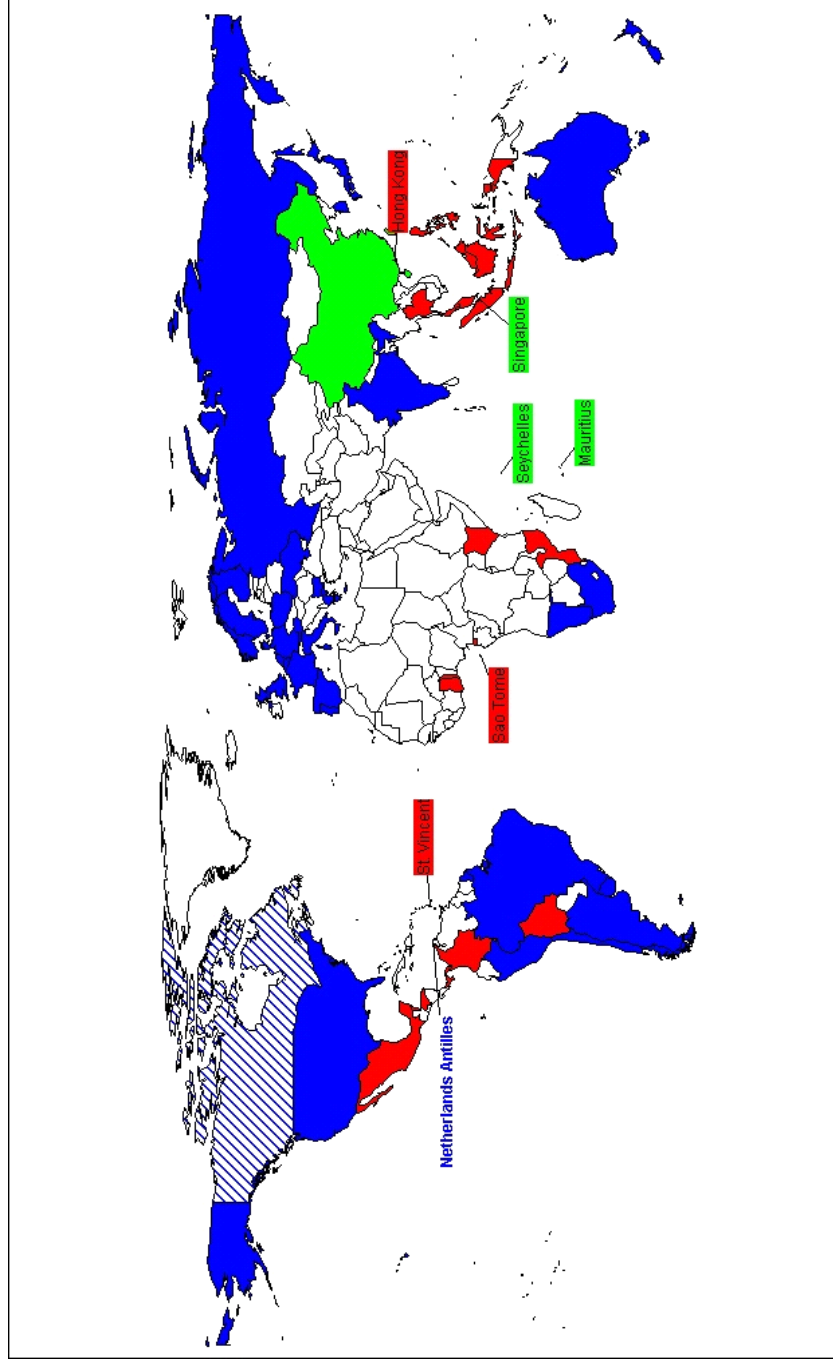 Netherlands Antilles
St. Vincent
Sao Tome
Seychelles
Mauritius
Singapore
Hong Kong